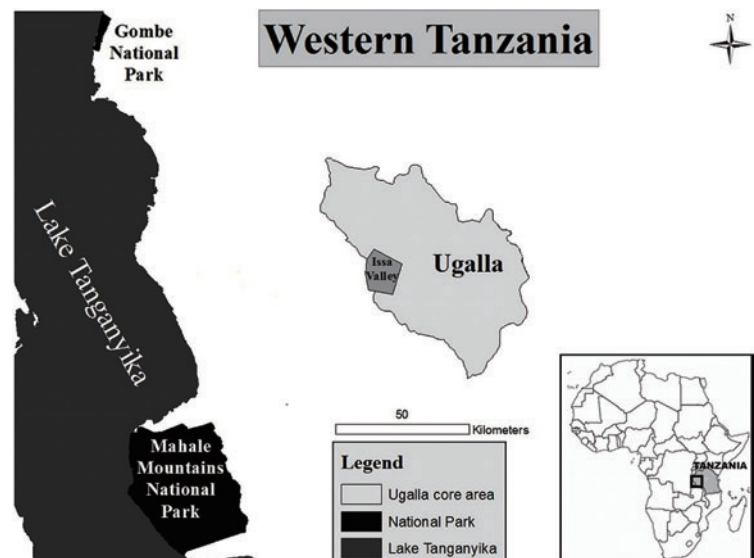 Gombe
National
Park
Western Tanzania
N
Lake Tanganyika
Issa
Valley
Ugalla
Mahale
Mountains
National
Park
50
Kilometers
Legend
Ugalla core area
National Park
Lake Tanganyika
TANZANIA